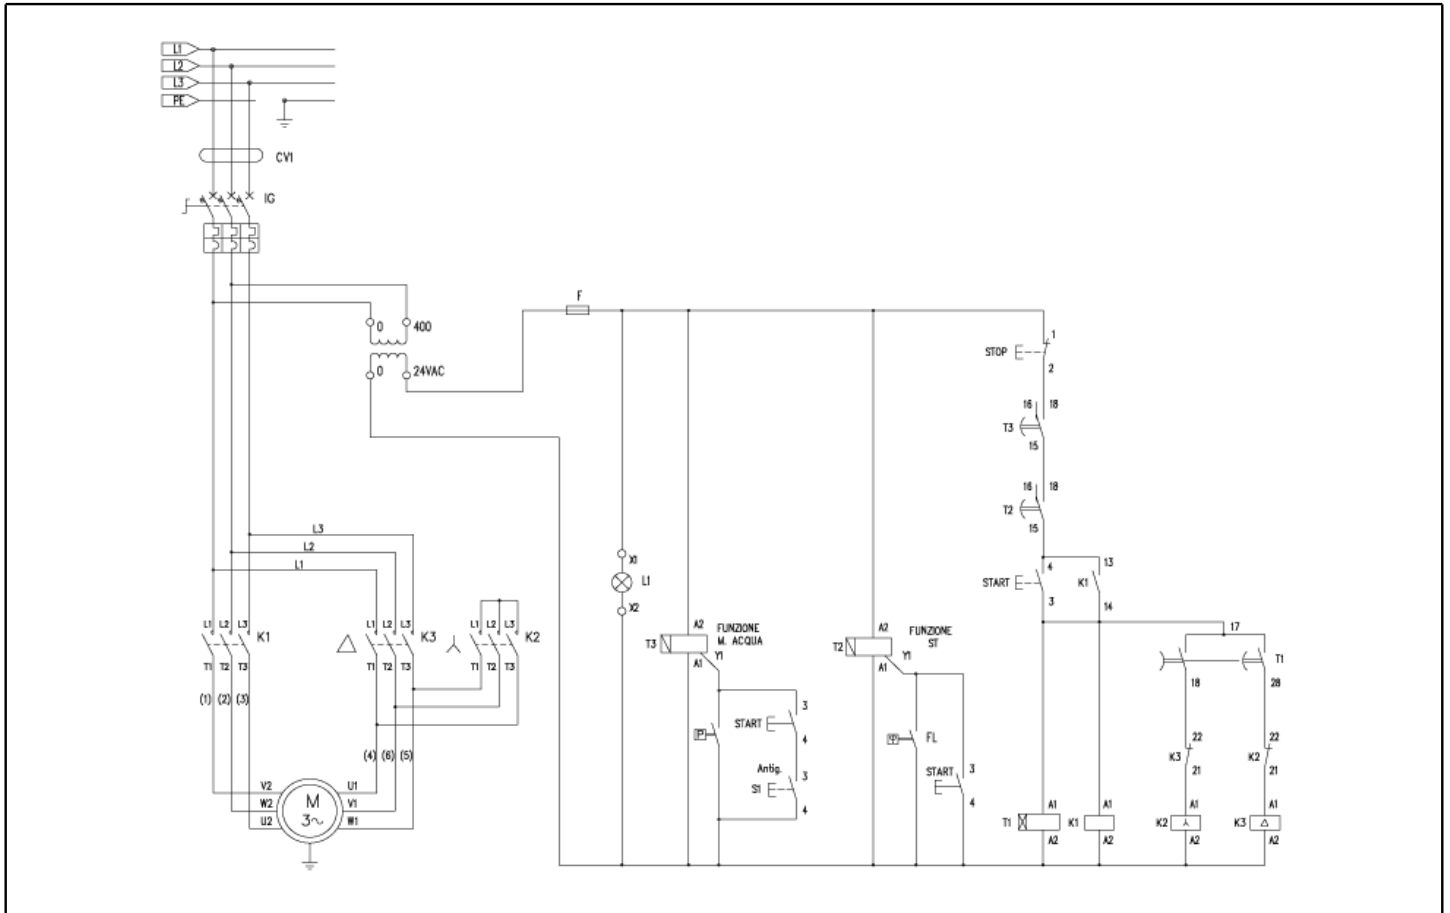 L1
L2
L3
PE
CV1
IG
F
0 400
0 24VAC
1
STOP
2
16 18
T3
15
16 18
T2
15
L3
L2
L1
4 13
START K1
3 14
X1
L1
X2
L1 L2 L3 K1
T1 T2 T3
(1) (2) (3)
L1 L2 L3 K3
T1 T2 T3
L1 L2 L3 K2
T1 T2 T3
(4) (6) (5)
A2 FUNZIONE
M. ACQUA
T3
A1 Y1
A2 FUNZIONE
ST
T2
A1 Y1
17
T1
18 28
3
START
4
P
Antig. 3
S1
4
FL
START 3
4
22 22
K3 K2
21 21
V2 U1
W2 V1
U2 W1
M
3~
A1 A1 A1 A1
T1 K1 K2 K3
A2 A2 A2 A2